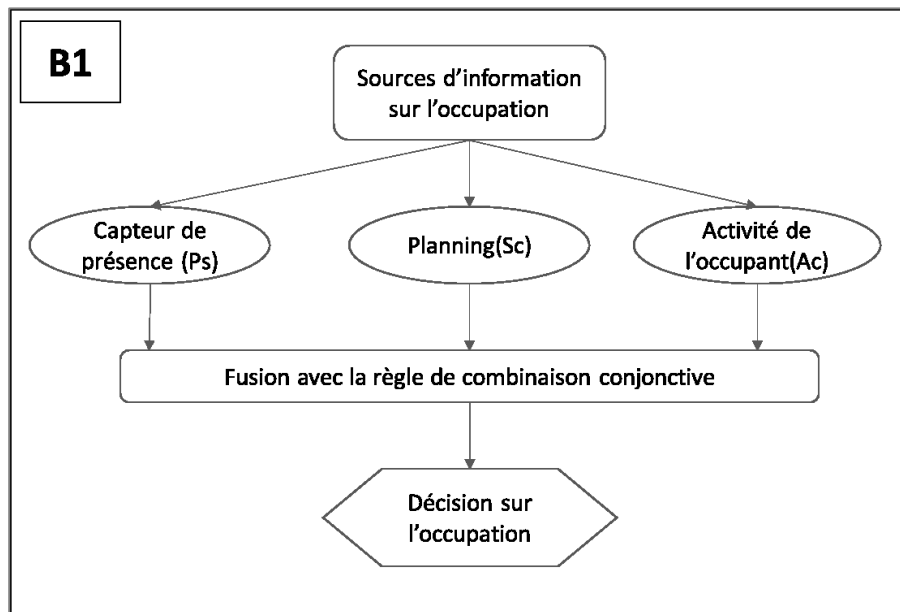 B1
Sources d'information
sur l'occupation
Capteur de
présence (Ps)
Planning(Sc)
Activité de
l'occupant(Ac)
Fusion avec la règle de combinaison conjonctive
Décision sur
l'occupation